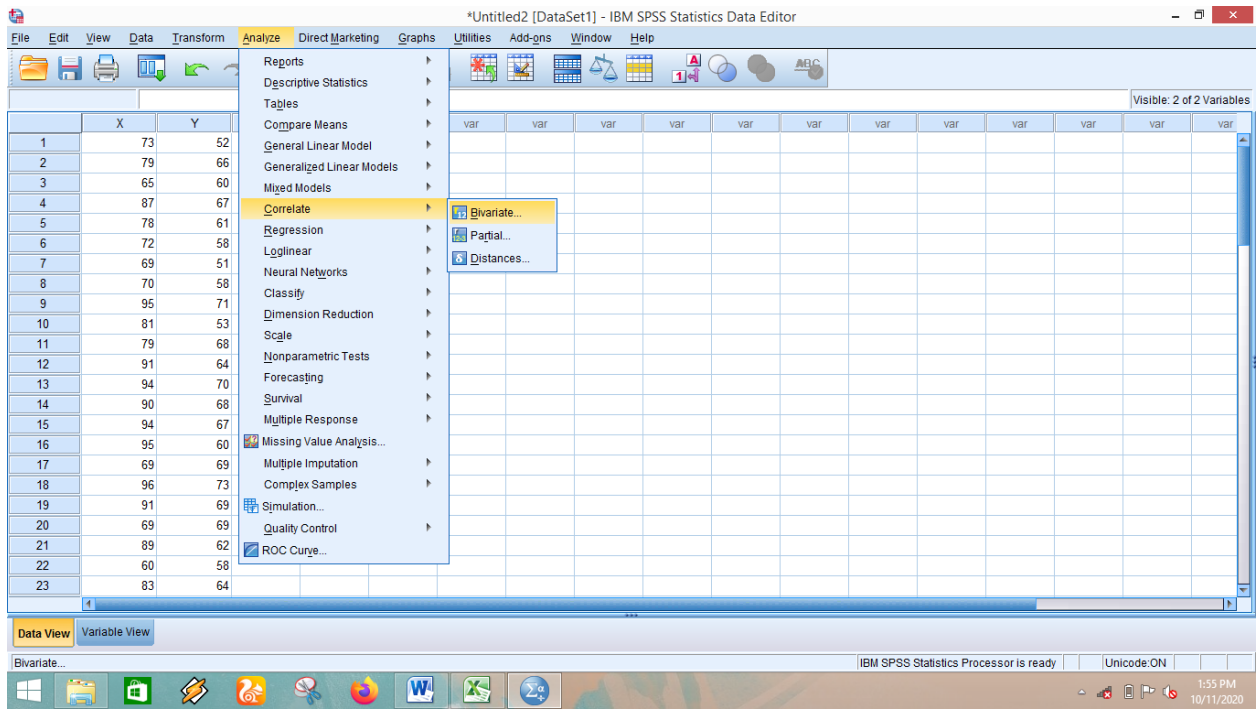 *Untitled2 [DataSet1] - IBM SPSS Statistics Data Editor
File Edit View Data Transform Analyze Direct Marketing Graphs Utilities Add-ons Window Help
Visible: 2 of 2 Variables
X Y var var var var var var var var var var var var
1 73 52
2 79 66
3 65 60
4 87 67
5 78 61
6 72 58
7 69 51
8 70 58
9 95 71
10 81 53
11 79 68
12 91 64
13 94 70
14 90 68
15 94 67
16 95 60
17 69 69
18 96 73
19 91 69
20 69 69
21 89 62
22 60 58
23 83 64
Reports
Descriptive Statistics
Tables
Compare Means
General Linear Model
Generalized Linear Models
Mixed Models
Correlate
Regression
Loglinear
Neural Networks
Classify
Dimension Reduction
Scale
Nonparametric Tests
Forecasting
Survival
Multiple Response
Missing Value Analysis...
Multiple Imputation
Complex Samples
Simulation...
Quality Control
ROC Curve...
Bivariate...
Partial...
Distances...
Data View Variable View
Bivariate... IBM SPSS Statistics Processor is ready Unicode:ON
1:55 PM
10/11/2020